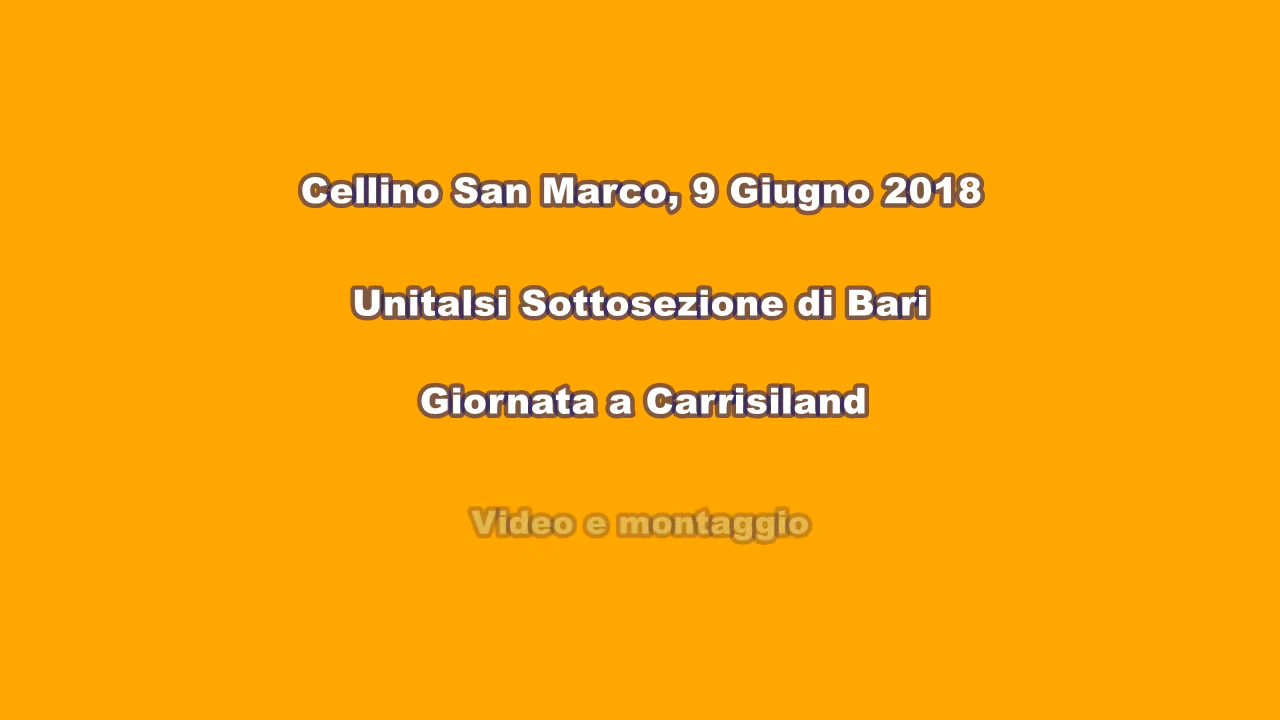 Cellino San Marco, 9 Giugno 2018
Unitalsi Sottosezione di Bari
Giornata a Carrisiland
Video e montaggio